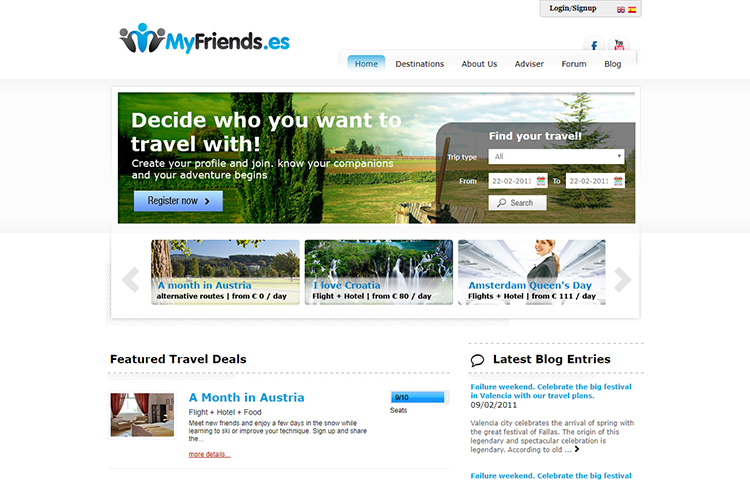 Login/Signup
MyFriends.es
You Tube
Home Destinations About Us Adviser Forum Blog
Decide who you want to
travel with!
Create your profile and join. know your companions
and your adventure begins
Register now
Find your travel!
Trip type All
From 22-02-2011 To 22-02-2011
Search
A month in Austria
alternative routes | from € 0 / day
I love Croatia
Flight + Hotel | from € 80 / day
Amsterdam Queen's Day
Flights + Hotel | from € 111 / day
Featured Travel Deals
A Month in Austria
Flight + Hotel + Food
Meet new friends and enjoy a few days in the snow while
learning to ski or improve your technique. Sign up and share
the...
more details...
9/10
Seats
Latest Blog Entries
Failure weekend. Celebrate the big festival
in Valencia with our travel plans.
09/02/2011
Valencia city celebrates the arrival of spring with
the great festival of Fallas. The origin of this
legendary and spectacular celebration is
legendary. According to old ...
Failure weekend. Celebrate the big festival